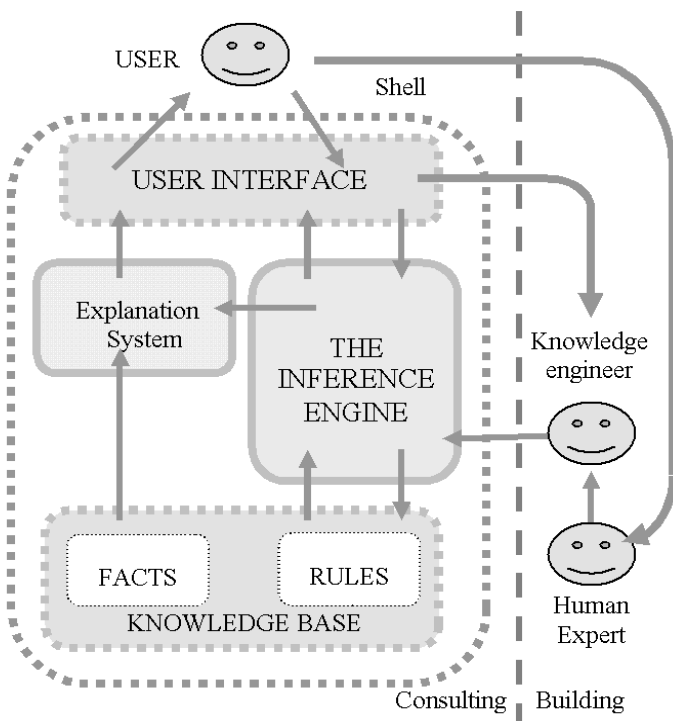 USER
Shell
USER INTERFACE
Explanation
System
THE
INFERENCE
ENGINE
Knowledge
engineer
FACTS
RULES
KNOWLEDGE BASE
Human
Expert
Consulting
Building